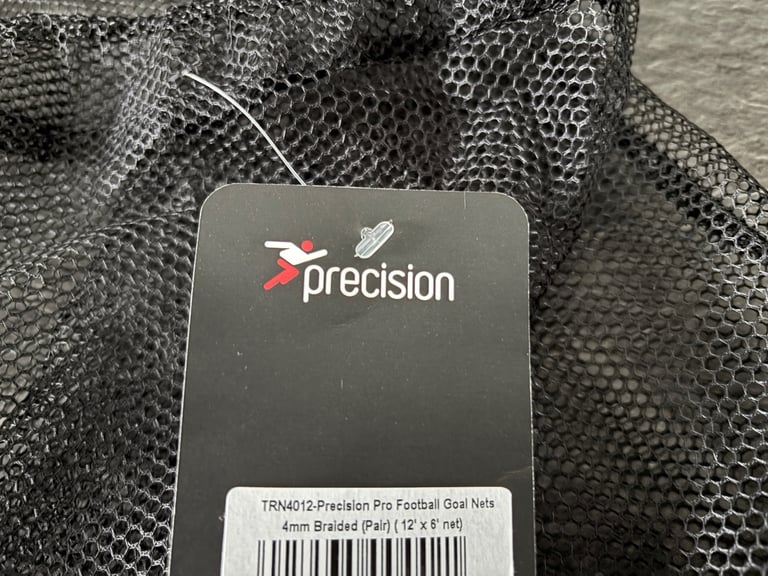 precision
TRN4012-Precision Pro Football Goal Nets
4mm Braided (Pair) ( 12' x 6' net)